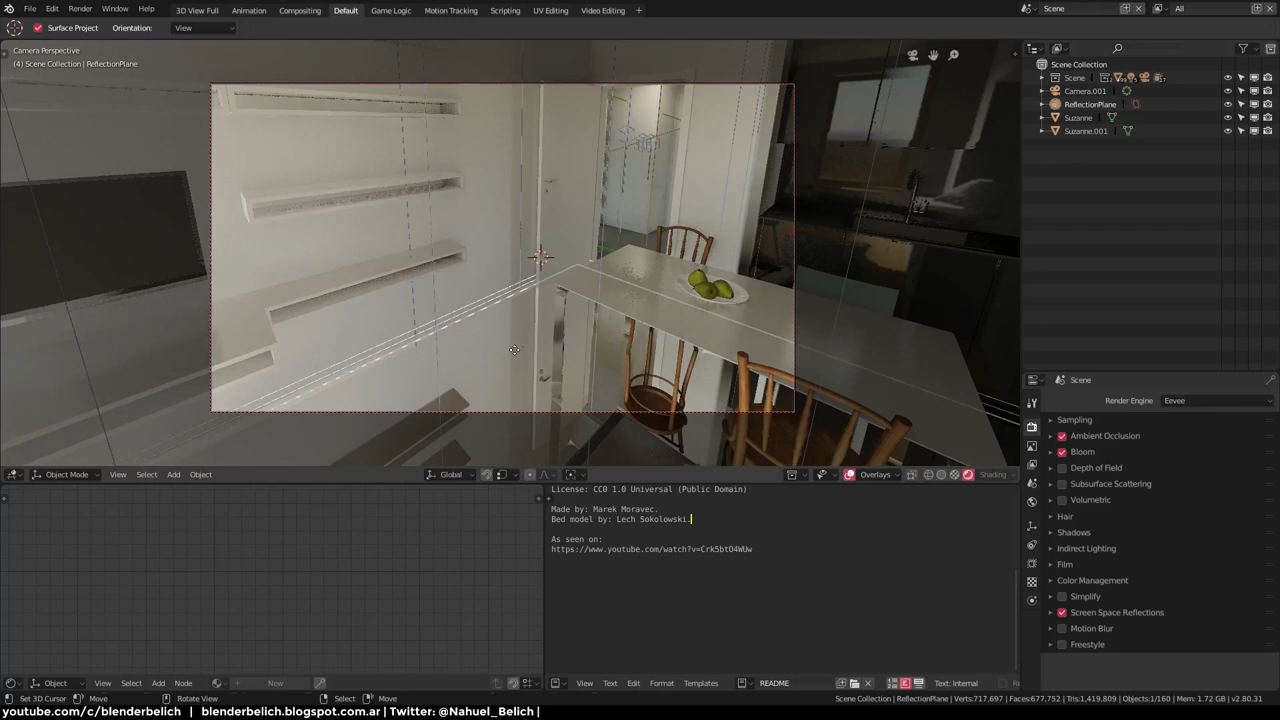 File Edit Render Window Help
3D View Full Animation Compositing Default Game Logic Motion Tracking Scripting UV Editing Video Editing +
Scene
All
Surface Project Orientation: View
Camera Perspective
(4) Scene Collection | ReflectionPlane
Scene Collection
Scene
Camera.001
ReflectionPlane
Suzanne
Suzanne.001
Scene
Render Engine Eevee
Sampling
Ambient Occlusion
Bloom
Depth of Field
Subsurface Scattering
Volumetric
Hair
Shadows
Indirect Lighting
Film
Color Management
Simplify
Screen Space Reflections
Motion Blur
Freestyle
Object Mode View Select Add Object Global Overlays Shading
License: CC0 1.0 Universal (Public Domain)
Made by: Marek Moravec.
Bed model by: Lech Sokolowski.
As seen on:
https://www.youtube.com/watch?v=Crk5btO4WUw
Object View Select Add Node New
View Text Edit Format Templates README Text: Internal
Set 3D Cursor Move Rotate View Select Move
Scene Collection | ReflectionPlane | Verts:717,697 | Faces:677,752 | Tris:1,419,809 | Objects:1/160 | Mem: 1.72 GB | v2.80.31
youtube.com/c/blenderbelich | blenderbelich.blogspot.com.ar | Twitter: @Nahuel_Belich |